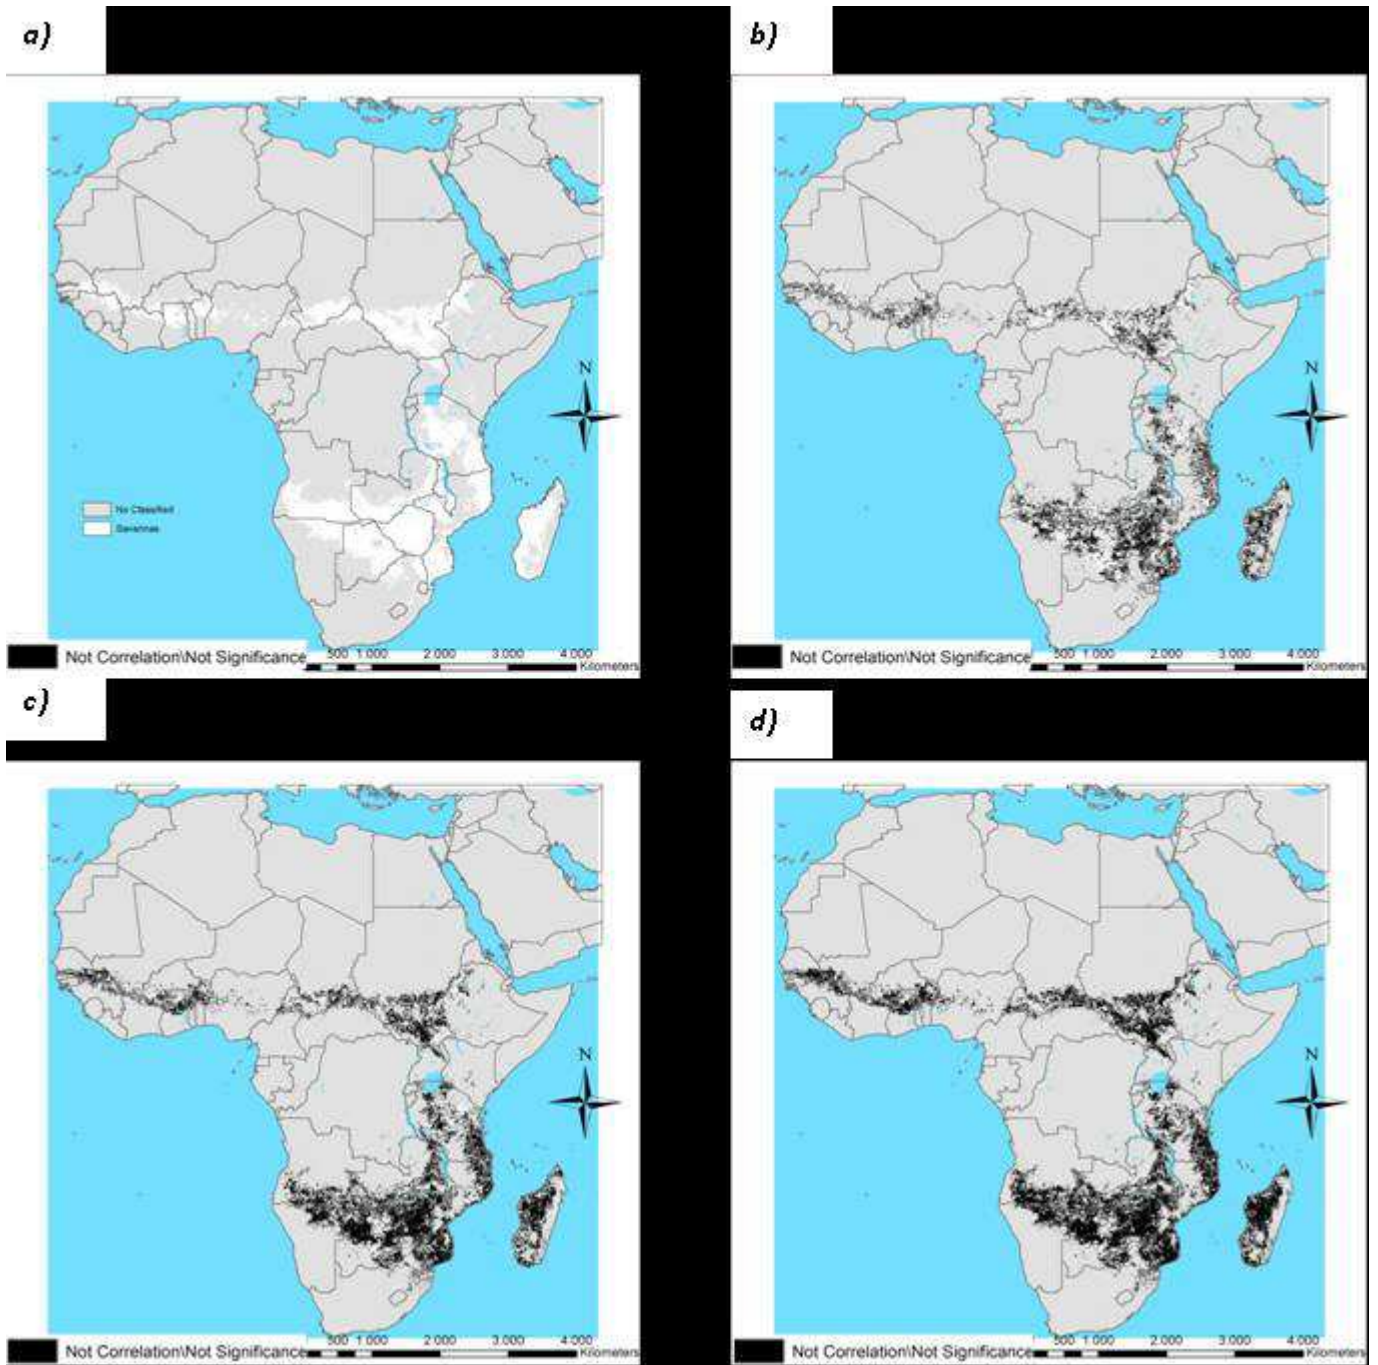 a)
b)
N
No Classified
Savannas
500 1 000 2 000 3 000 4 000
Not Correlation\Not Significance
Kilometers
N
500 1 000 2 000 3 000 4 000
Not Correlation\Not Significance
Kilometers
c)
d)
N
500 1 000 2 000 3 000 4 000
Not Correlation\Not Significance
Kilometers
N
500 1 000 2 000 3 000 4 000
Not Correlation\Not Significance
Kilometers